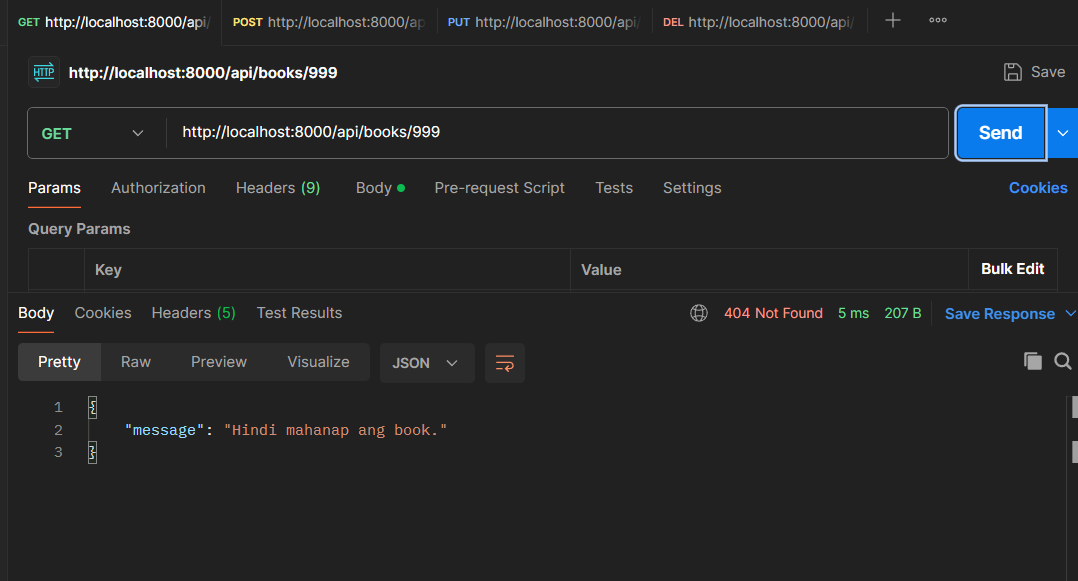 GET http://localhost:8000/api/ POST http://localhost:8000/ap PUT http://localhost:8000/api/ DEL http://localhost:8000/api/
HTTP http://localhost:8000/api/books/999 Save
GET http://localhost:8000/api/books/999 Send
Params Authorization Headers (9) Body Pre-request Script Tests Settings Cookies
Query Params
Key Value Bulk Edit
Body Cookies Headers (5) Test Results 404 Not Found 5 ms 207 B Save Response
Pretty Raw Preview Visualize JSON
1 {
2 "message": "Hindi mahanap ang book."
3 }